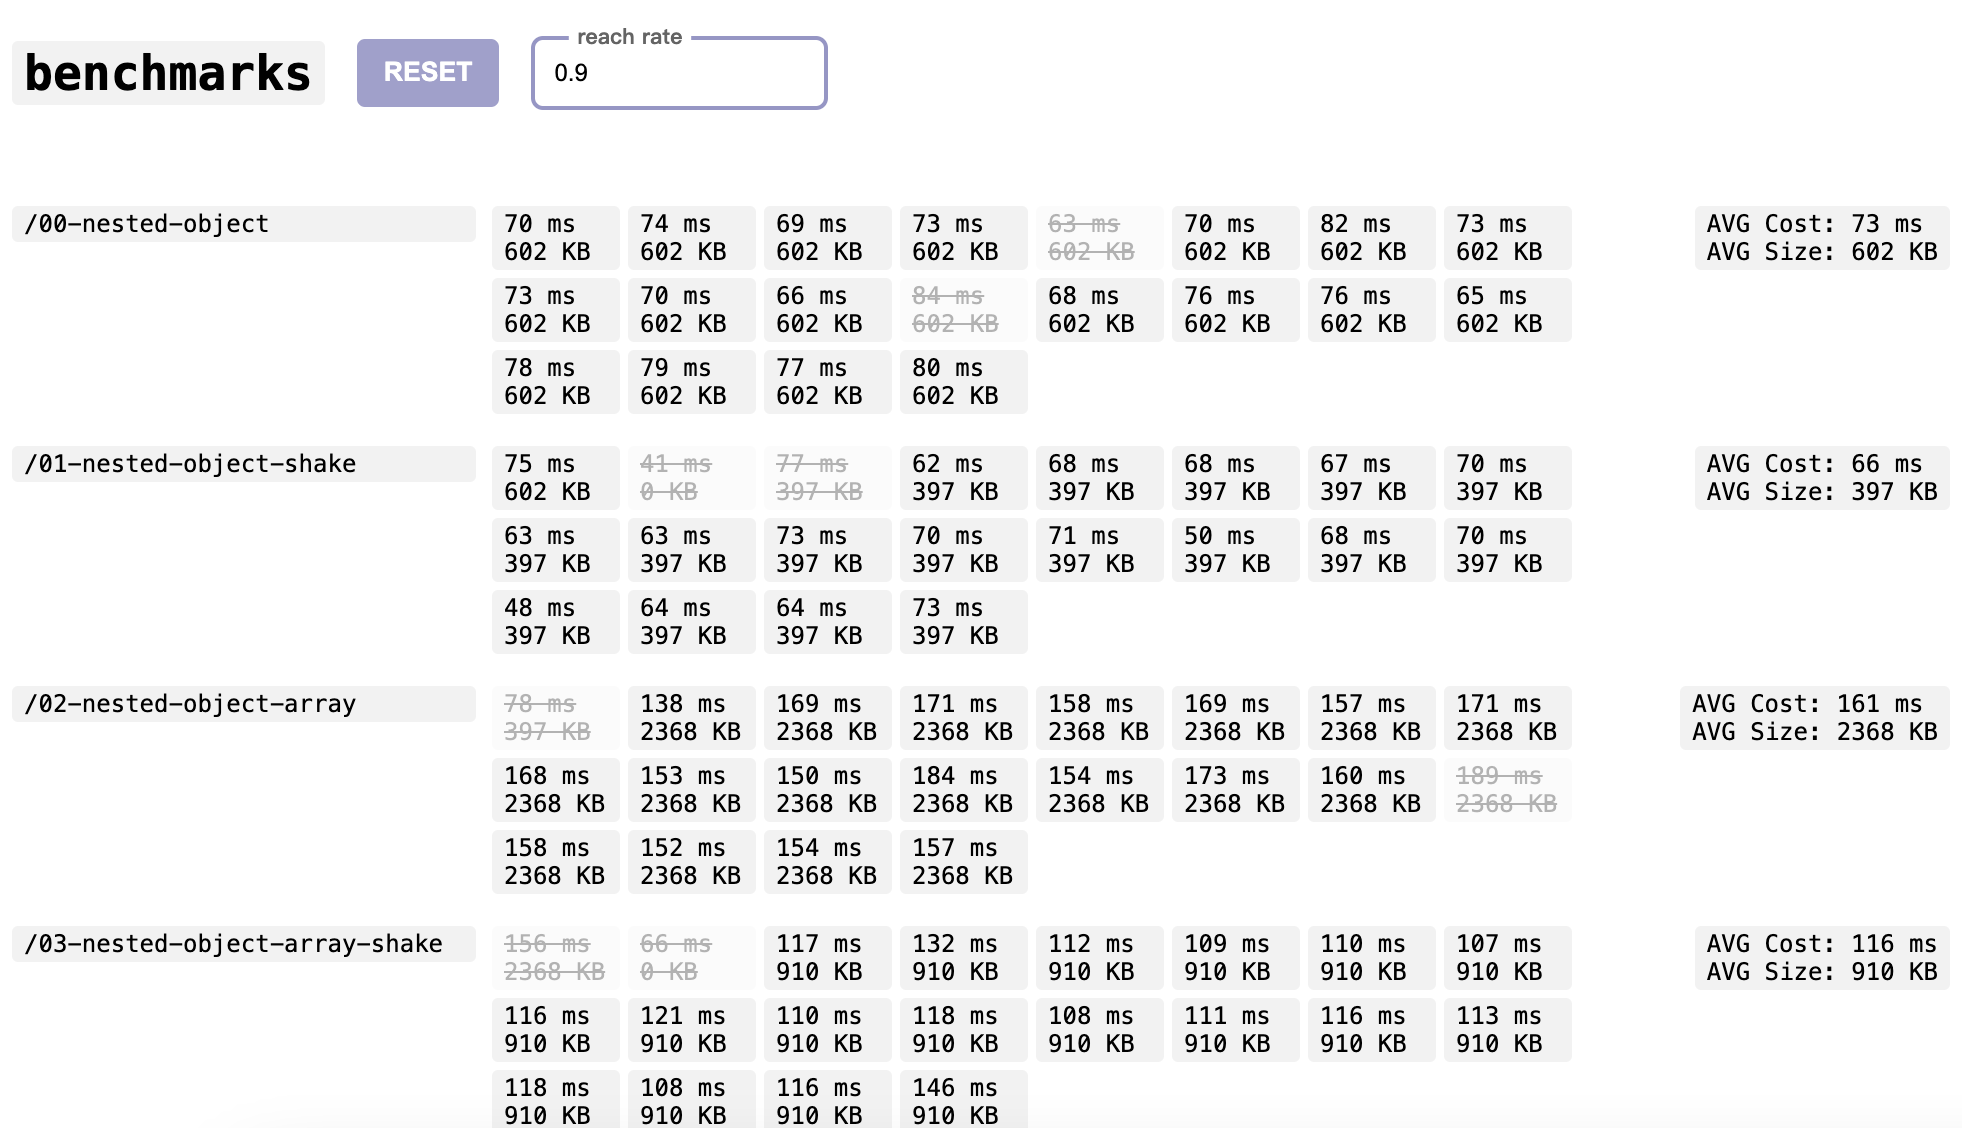 benchmarks
RESET
reach rate
0.9
/00-nested-object
70 ms 74 ms 69 ms 73 ms 63 ms 70 ms 82 ms 73 ms
602 KB 602 KB 602 KB 602 KB 602 KB 602 KB 602 KB 602 KB
73 ms 70 ms 66 ms 84 ms 68 ms 76 ms 76 ms 65 ms
602 KB 602 KB 602 KB 602 KB 602 KB 602 KB 602 KB 602 KB
78 ms 79 ms 77 ms 80 ms
602 KB 602 KB 602 KB 602 KB
AVG Cost: 73 ms
AVG Size: 602 KB
/01-nested-object-shake
75 ms 41 ms 77 ms 62 ms 68 ms 68 ms 67 ms 70 ms
602 KB 0 KB 397 KB 397 KB 397 KB 397 KB 397 KB 397 KB
63 ms 63 ms 73 ms 70 ms 71 ms 50 ms 68 ms 70 ms
397 KB 397 KB 397 KB 397 KB 397 KB 397 KB 397 KB 397 KB
48 ms 64 ms 64 ms 73 ms
397 KB 397 KB 397 KB 397 KB
AVG Cost: 66 ms
AVG Size: 397 KB
/02-nested-object-array
78 ms 138 ms 169 ms 171 ms 158 ms 169 ms 157 ms 171 ms
397 KB 2368 KB 2368 KB 2368 KB 2368 KB 2368 KB 2368 KB 2368 KB
168 ms 153 ms 150 ms 184 ms 154 ms 173 ms 160 ms 189 ms
2368 KB 2368 KB 2368 KB 2368 KB 2368 KB 2368 KB 2368 KB 2368 KB
158 ms 152 ms 154 ms 157 ms
2368 KB 2368 KB 2368 KB 2368 KB
AVG Cost: 161 ms
AVG Size: 2368 KB
/03-nested-object-array-shake
156 ms 66 ms 117 ms 132 ms 112 ms 109 ms 110 ms 107 ms
2368 KB 0 KB 910 KB 910 KB 910 KB 910 KB 910 KB 910 KB
116 ms 121 ms 110 ms 118 ms 108 ms 111 ms 116 ms 113 ms
910 KB 910 KB 910 KB 910 KB 910 KB 910 KB 910 KB 910 KB
118 ms 108 ms 116 ms 146 ms
910 KB 910 KB 910 KB 910 KB
AVG Cost: 116 ms
AVG Size: 910 KB